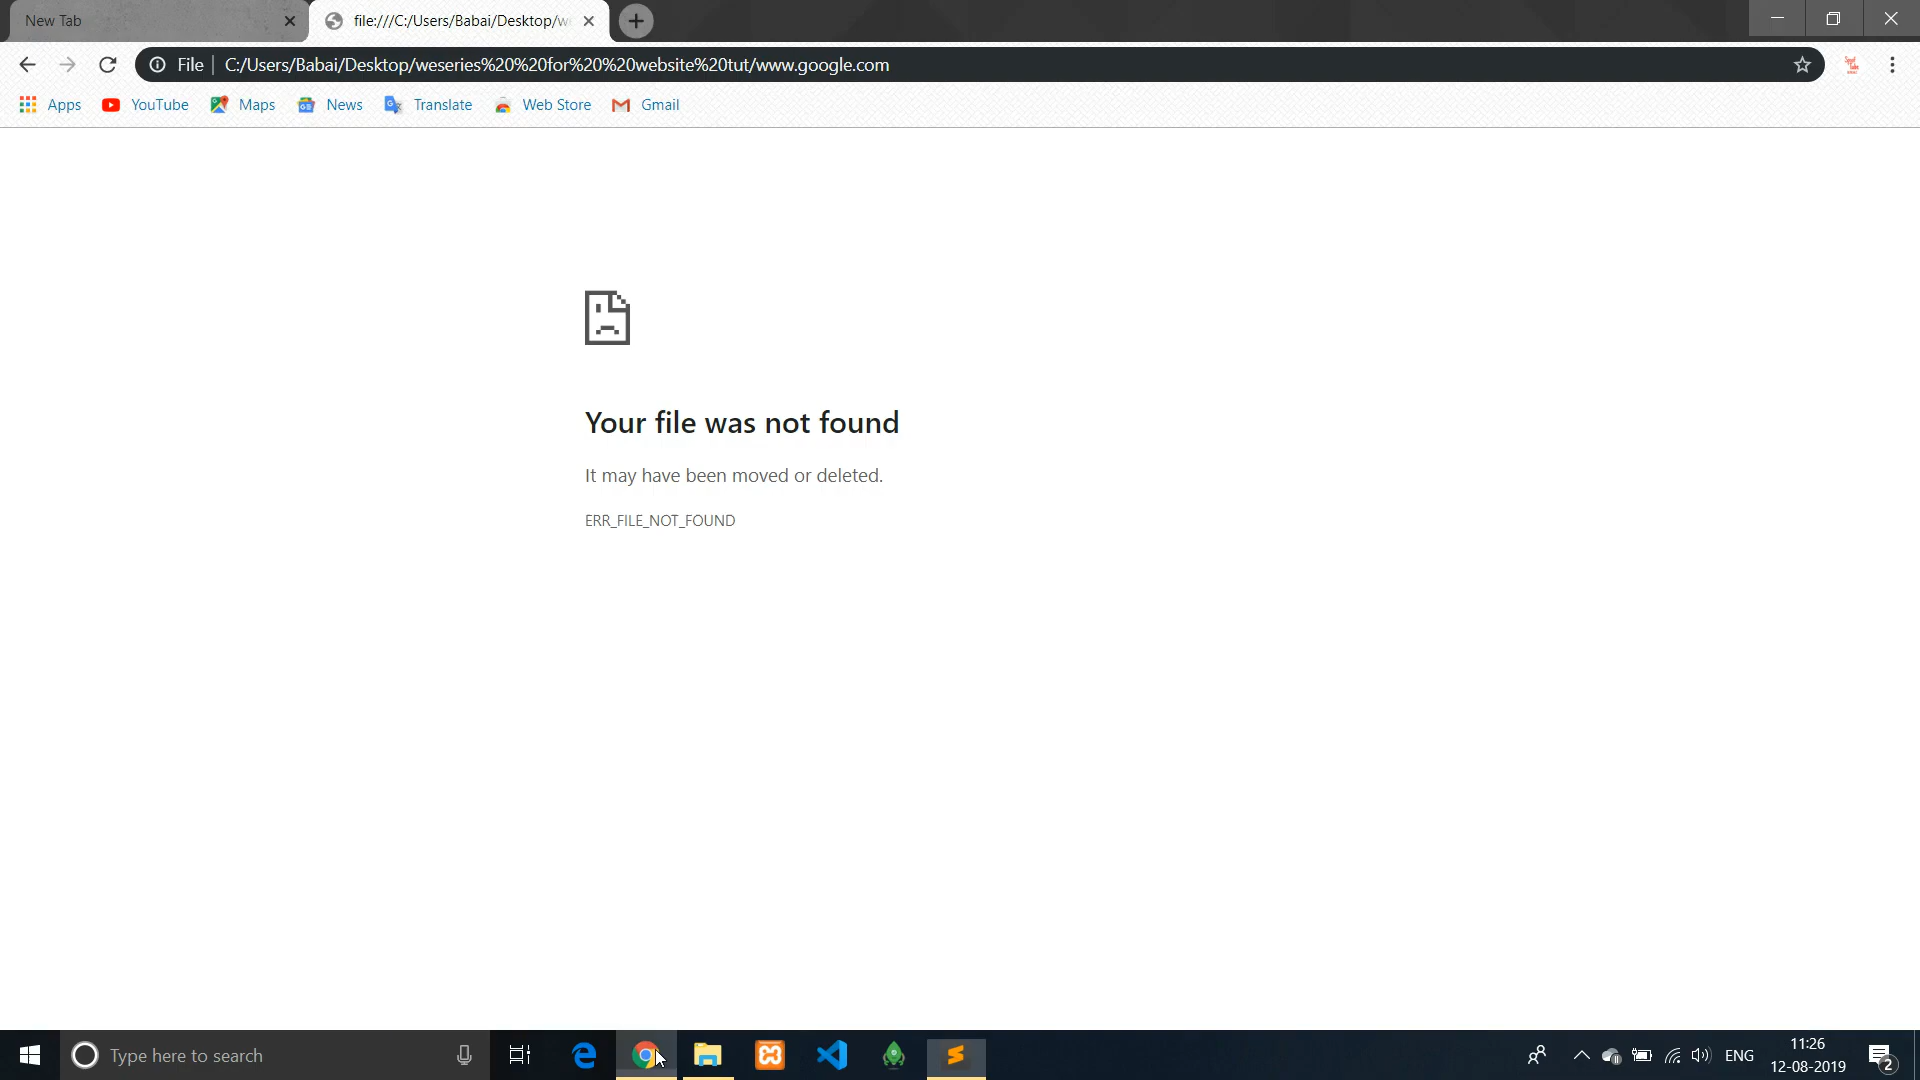 New Tab
file:///C:/Users/Babai/Desktop/we
File
C:/Users/Babai/Desktop/weseries%20%20for%20%20website%20tut/www.google.com
Apps
YouTube
Maps
News
Translate
Web Store
Gmail
Your file was not found
It may have been moved or deleted.
ERR_FILE_NOT_FOUND
Type here to search
ENG
11:26
12-08-2019
2